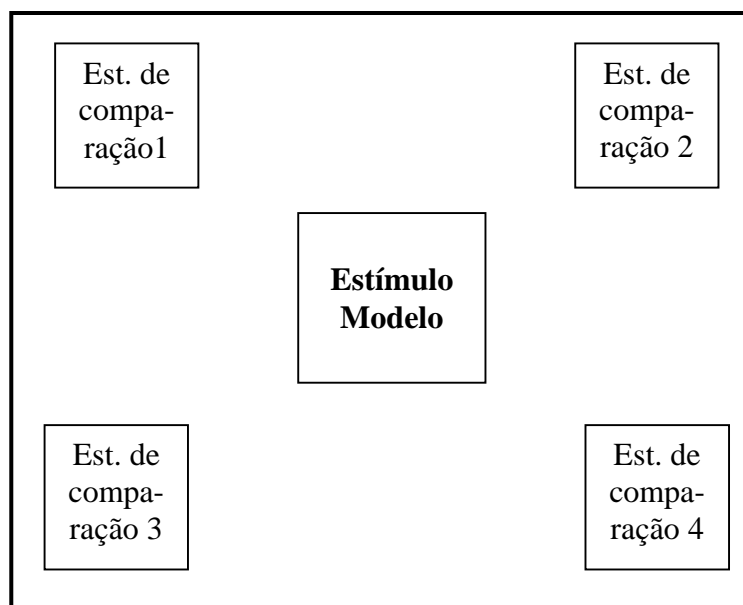 Est. de
compa-
ração1
Est. de
compa-
ração 2
Estímulo
Modelo
Est. de
compa-
ração 3
Est. de
compa-
ração 4